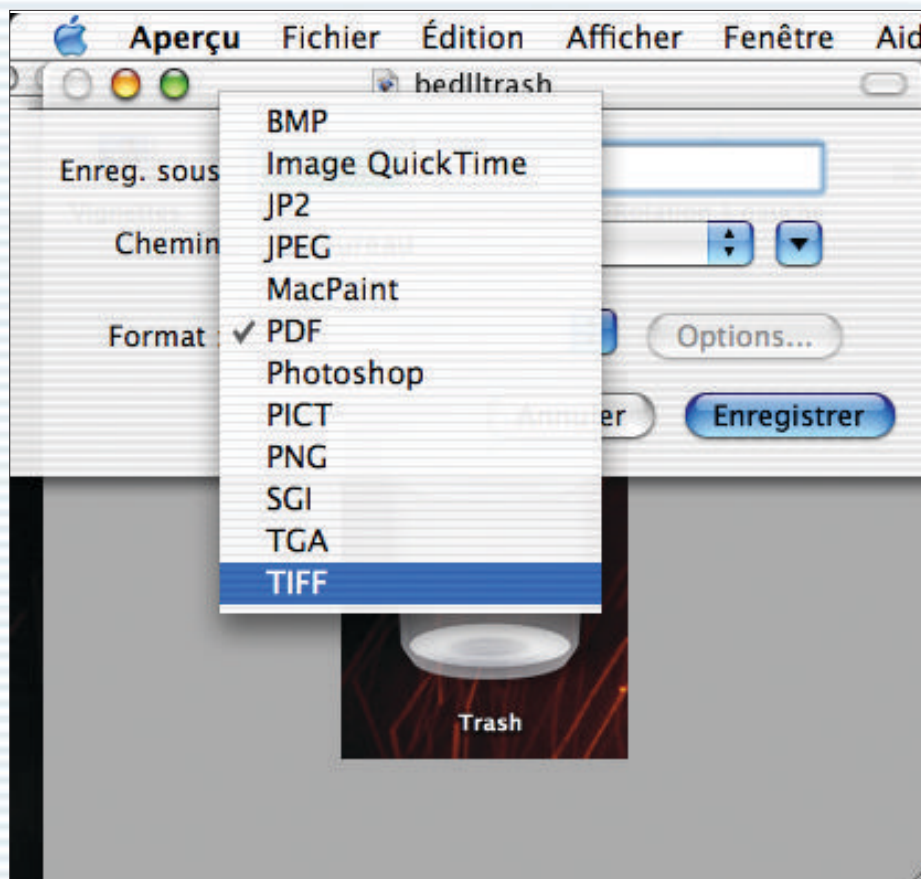 Aperçu Fichier Édition Afficher Fenêtre Aid
bedlltrash
BMP
Enreg. sous
Image QuickTime
JP2
Chemin
JPEG
MacPaint
Format :
✓ PDF
Options...
Photoshop
PICT
Annuler
Enregistrer
PNG
SGI
TGA
TIFF
Trash